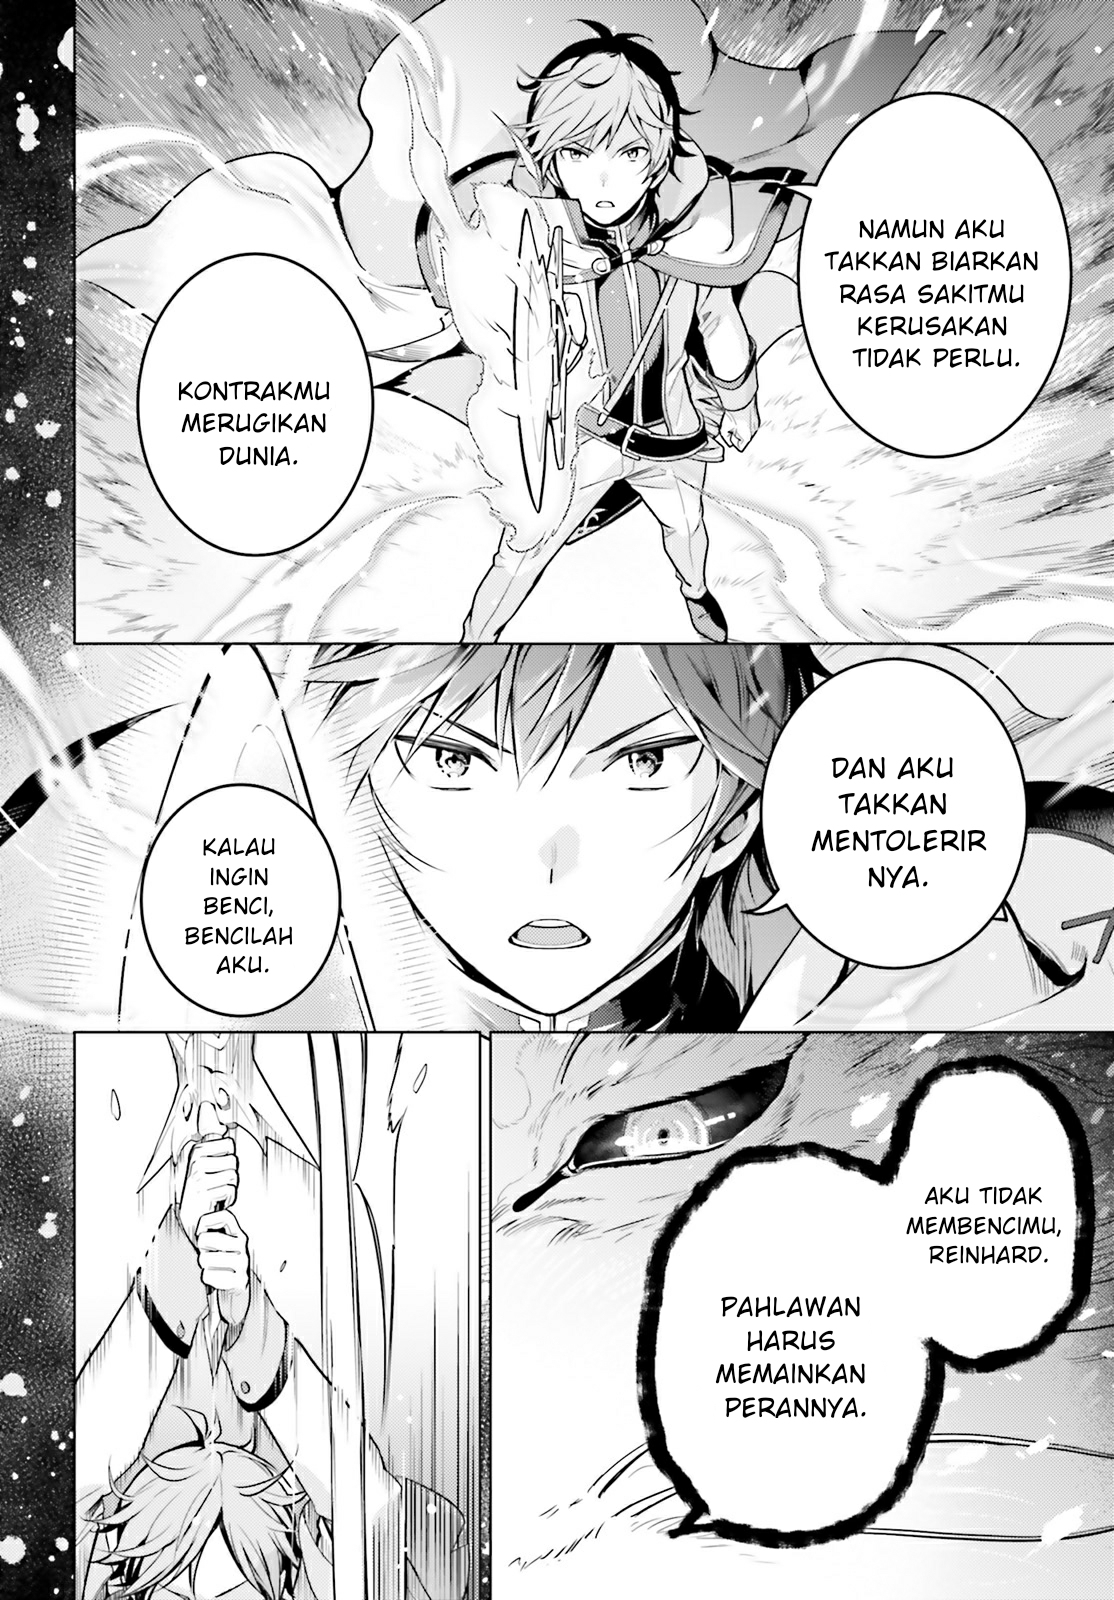 NAMUN AKU
TAKKAN BIARKAN
RASA SAKITMU
KERUSAKAN
TIDAK PERLU.
KONTRAKMU
MERUGIKAN
DUNIA.
DAN AKU
TAKKAN
MENTOLERIR
NYA.
KALAU
INGIN
BENCI,
BENCILAH
AKU.
AKU TIDAK
MEMBENCIMU,
REINHARD.
PAHLAWAN
HARUS
MEMAINKAN
PERANNYA.